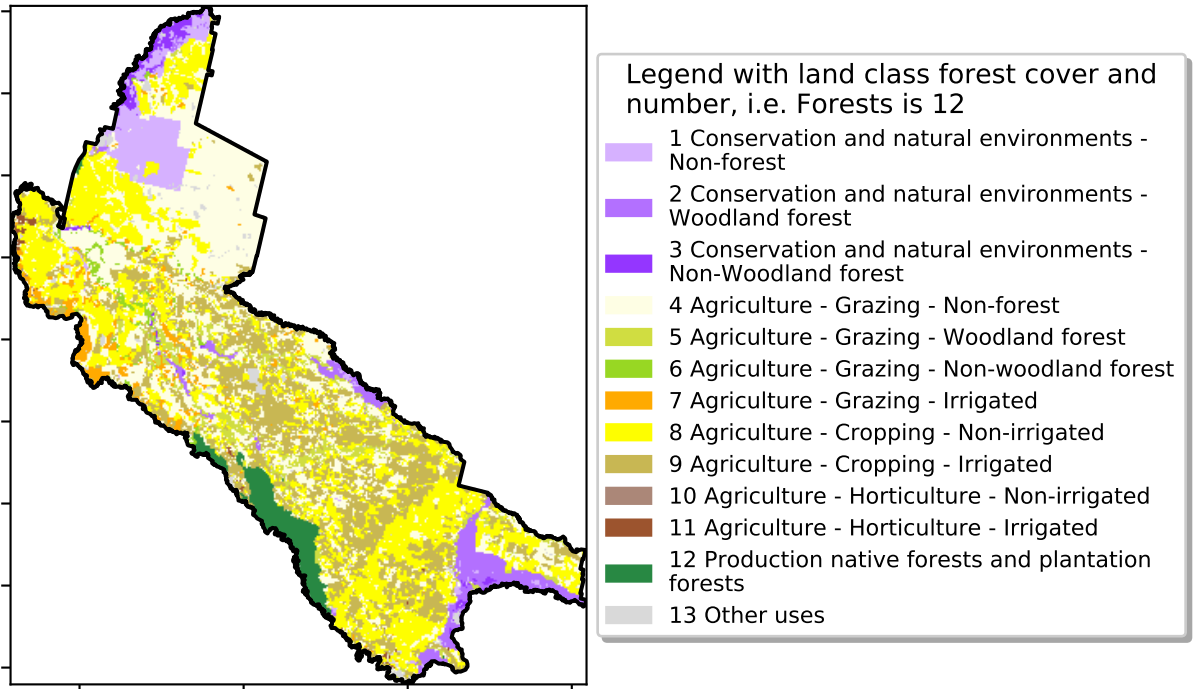 Legend with land class forest cover and
number, i.e. Forests is 12
1 Conservation and natural environments -
Non-forest
2 Conservation and natural environments -
Woodland forest
3 Conservation and natural environments -
Non-Woodland forest
4 Agriculture - Grazing - Non-forest
5 Agriculture - Grazing - Woodland forest
6 Agriculture - Grazing - Non-woodland forest
7 Agriculture - Grazing - Irrigated
8 Agriculture - Cropping - Non-irrigated
9 Agriculture - Cropping - Irrigated
10 Agriculture - Horticulture - Non-irrigated
11 Agriculture - Horticulture - Irrigated
12 Production native forests and plantation
forests
13 Other uses